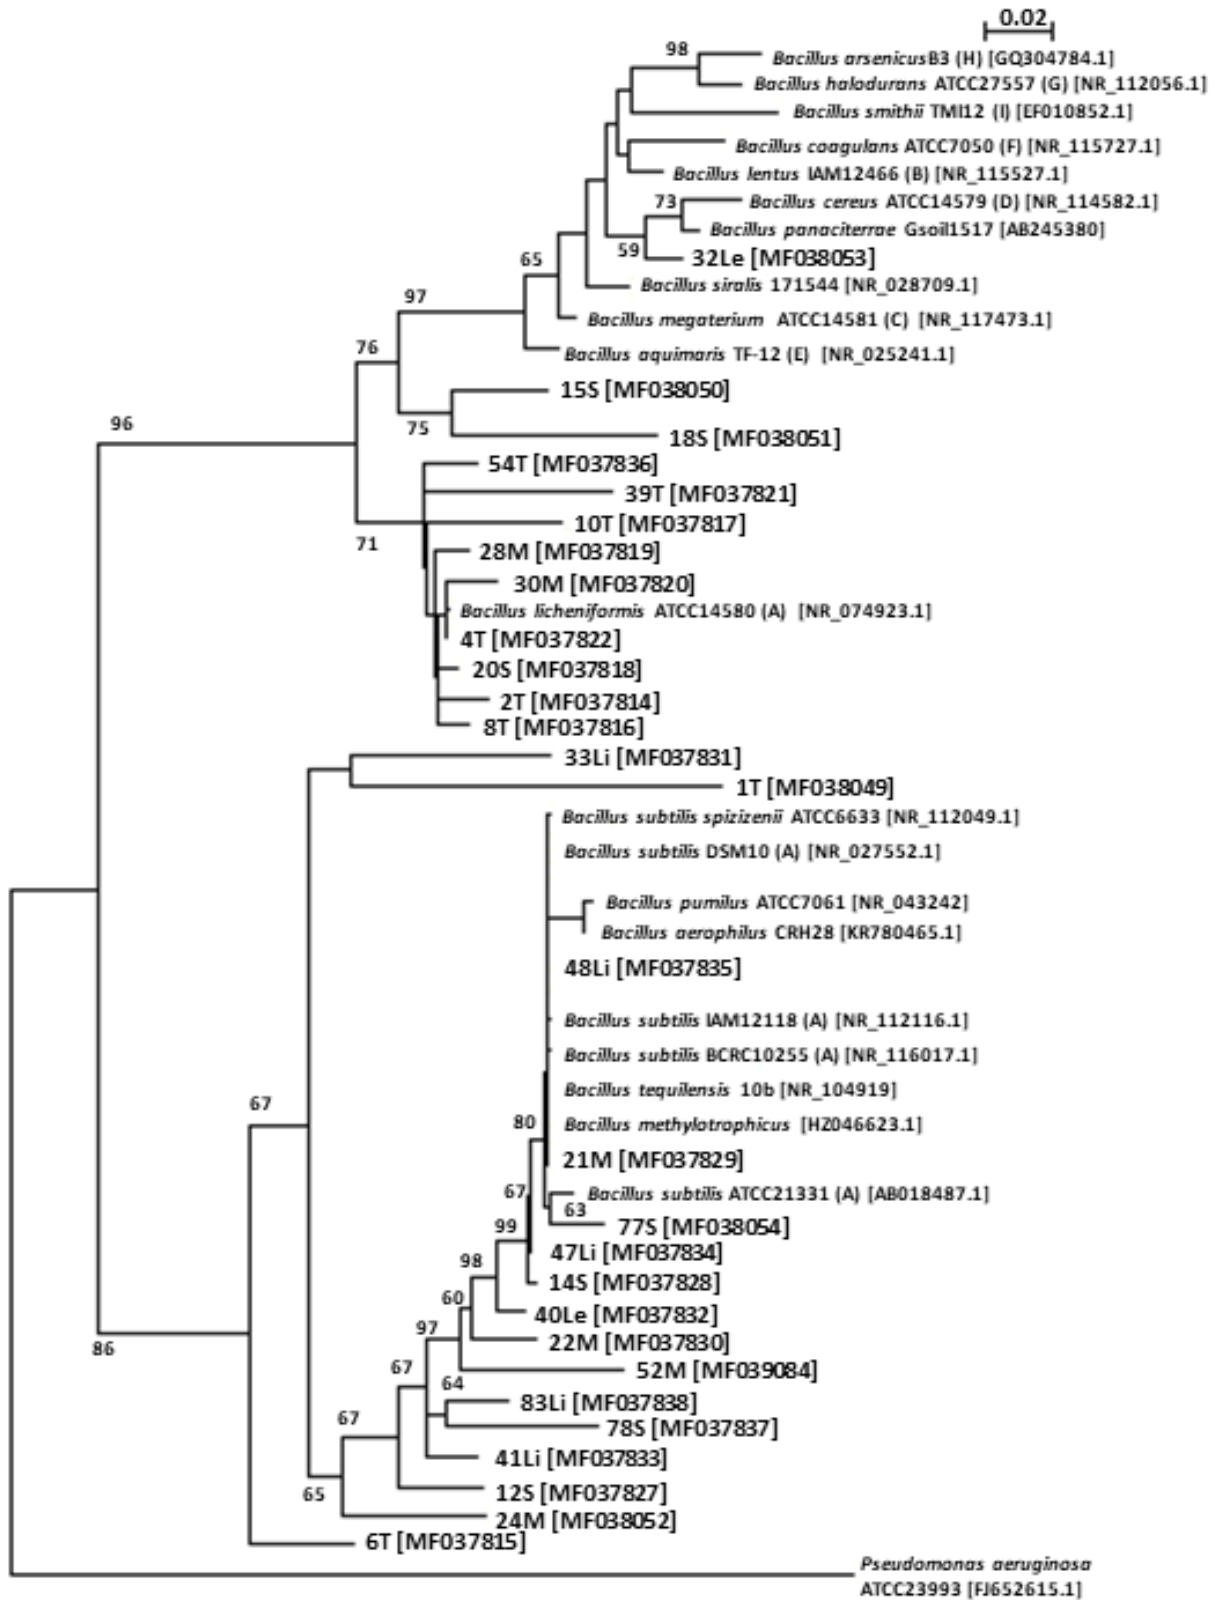 0.02
98
Bacillus arsenicusB3 (H) [GQ304784.1]
Bacillus halodurans ATCC27557 (G) [NR_112056.1]
Bacillus smithii TMI12 (I) [EF010852.1]
Bacillus coagulans ATCC7050 (F) [NR_115727.1]
Bacillus lentus IAM12466 (B) [NR_115527.1]
73
Bacillus cereus ATCC14579 (D) [NR_114582.1]
Bacillus panaciterrae Gsoil1517 [AB245380]
59
32Le [MF038053]
65
Bacillus siralis 171544 [NR_028709.1]
97
Bacillus megaterium ATCC14581 (C) [NR_117473.1]
76
Bacillus aquimaris TF-12 (E) [NR_025241.1]
15S [MF038050]
96
75
18S [MF038051]
54T [MF037836]
39T [MF037821]
10T [MF037817]
71
28M [MF037819]
30M [MF037820]
Bacillus licheniformis ATCC14580 (A) [NR_074923.1]
4T [MF037822]
20S [MF037818]
2T [MF037814]
8T [MF037816]
33Li [MF037831]
1T [MF038049]
Bacillus subtilis spizizenii ATCC6633 [NR_112049.1]
Bacillus subtilis DSM10 (A) [NR_027552.1]
Bacillus pumilus ATCC7061 [NR_043242]
Bacillus aerophilus CRH28 [KR780465.1]
48Li [MF037835]
Bacillus subtilis IAM12118 (A) [NR_112116.1]
Bacillus subtilis BCRC10255 (A) [NR_116017.1]
Bacillus tequilensis 10b [NR_104919]
67
80
Bacillus methylotrophicus [HZ046623.1]
21M [MF037829]
67
Bacillus subtilis ATCC21331 (A) [AB018487.1]
63
99
77S [MF038054]
47Li [MF037834]
98
14S [MF037828]
60
40Le [MF037832]
97
22M [MF037830]
86
67
52M [MF039084]
64
83Li [MF037838]
67
78S [MF037837]
41Li [MF037833]
65
12S [MF037827]
24M [MF038052]
6T [MF037815]
Pseudomonas aeruginosa
ATCC23993 [FJ652615.1]